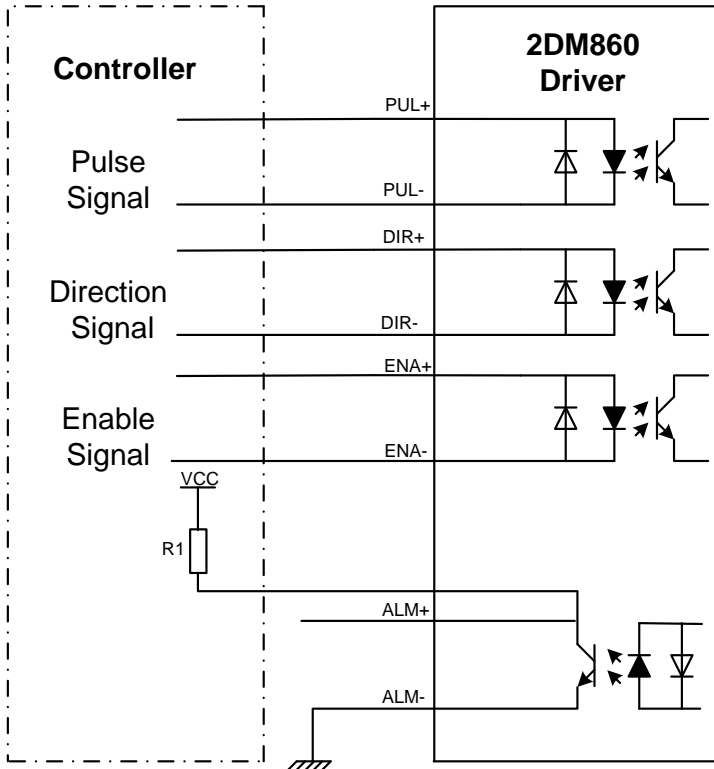 Controller
2DM860
Driver
PUL+
Pulse
Signal
PUL-
DIR+
Direction
Signal
DIR-
ENA+
Enable
Signal
ENA-
VCC
R1
ALM+
ALM-